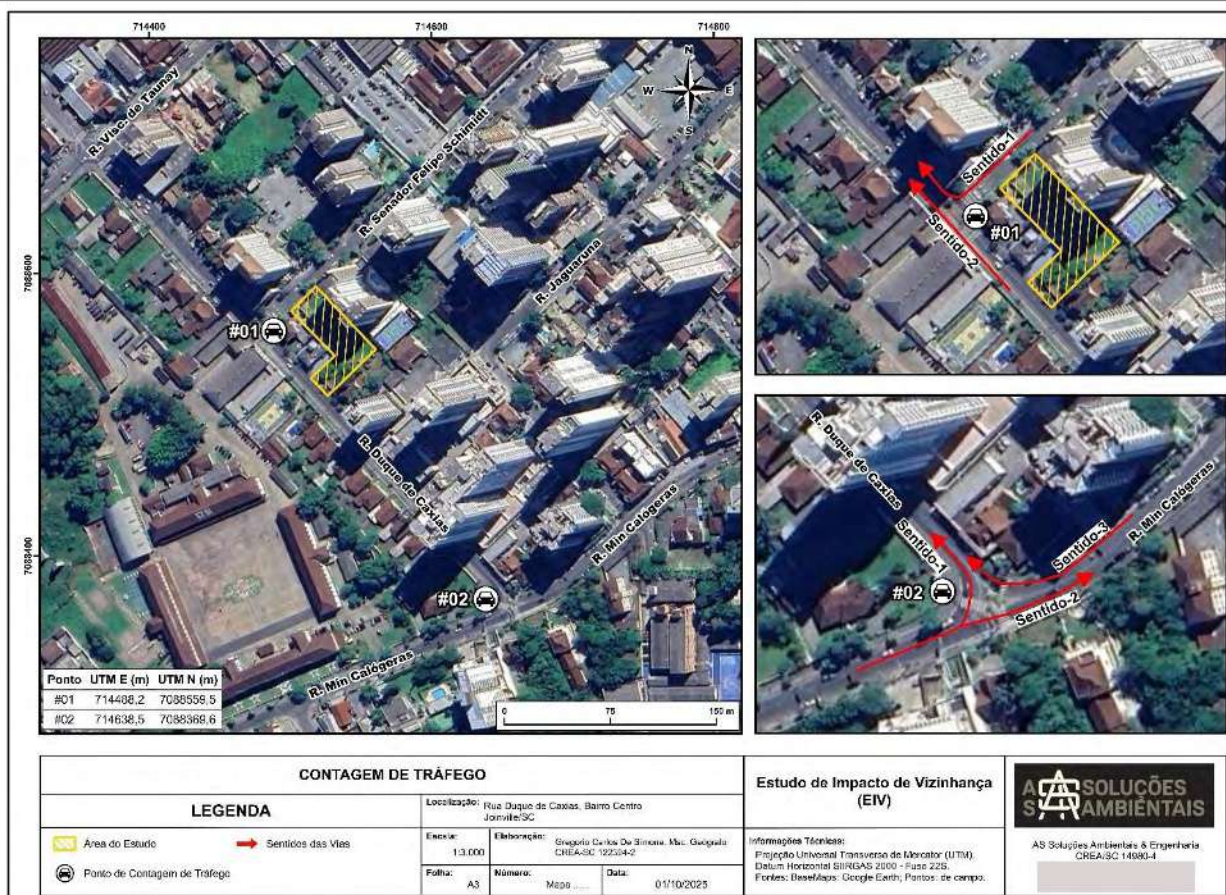 714400
714600
714800
7088600
7088400
N
W
E
S
R. Visc. de Taunay
R. Senador Felipe Schimidt
R. Jaguaruna
R. Duque de Caxias
R. Min Calógeras
R. Min Calógeras
#01
#02
Ponto UTM E (m) UTM N (m)
#01 714488,2 7088559,5
#02 714638,5 7088369,6
0 75 150 m
Sentido-1
Sentido-2
#01
R. Duque de Caxias
R. Min Calógeras
Sentido-1
Sentido-3
Sentido-2
#02
CONTAGEM DE TRÁFEGO
LEGENDA
Área do Estudo
Sentidos das Vias
Ponto de Contagem de Tráfego
Localização: Rua Duque de Caxias, Bairro Centro
Joinville/SC
Escala: 1:3.000
Elaboração: Gregorio Carlos De Simone. Msc. Geógrafo
CREA-SC
Folha: A3
Número: Mapa ......
Data: 01/10/2025
Estudo de Impacto de Vizinhança
(EIV)
Informações Técnicas:
Projeção Universal Transversa de Mercator (UTM).
Datum Horizontal SIRGAS 2000 - Fuso 22S.
Fontes: BaseMaps: Google Earth; Pontos: de campo.
AS SOLUÇÕES
AMBIENTAIS
AS Soluções Ambientais & Engenharia
CREA/SC 14980-4